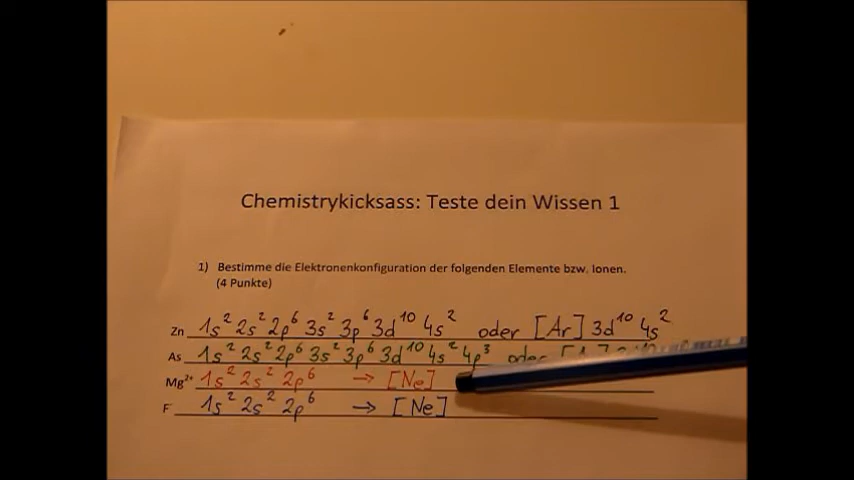 Chemistrykicksass: Teste dein Wissen 1
1) Bestimme die Elektronenkonfiguration der folgenden Elemente bzw. Ionen.
(4 Punkte)
Zn 1s² 2s² 2p⁶ 3s² 3p⁶ 3d¹⁰ 4s² oder [Ar] 3d¹⁰ 4s²
As 1s² 2s² 2p⁶ 3s² 3p⁶ 3d¹⁰ 4s² 4p³ oder
Mg²⁺ 1s² 2s² 2p⁶ → [Ne]
F 1s² 2s² 2p⁶ → [Ne]